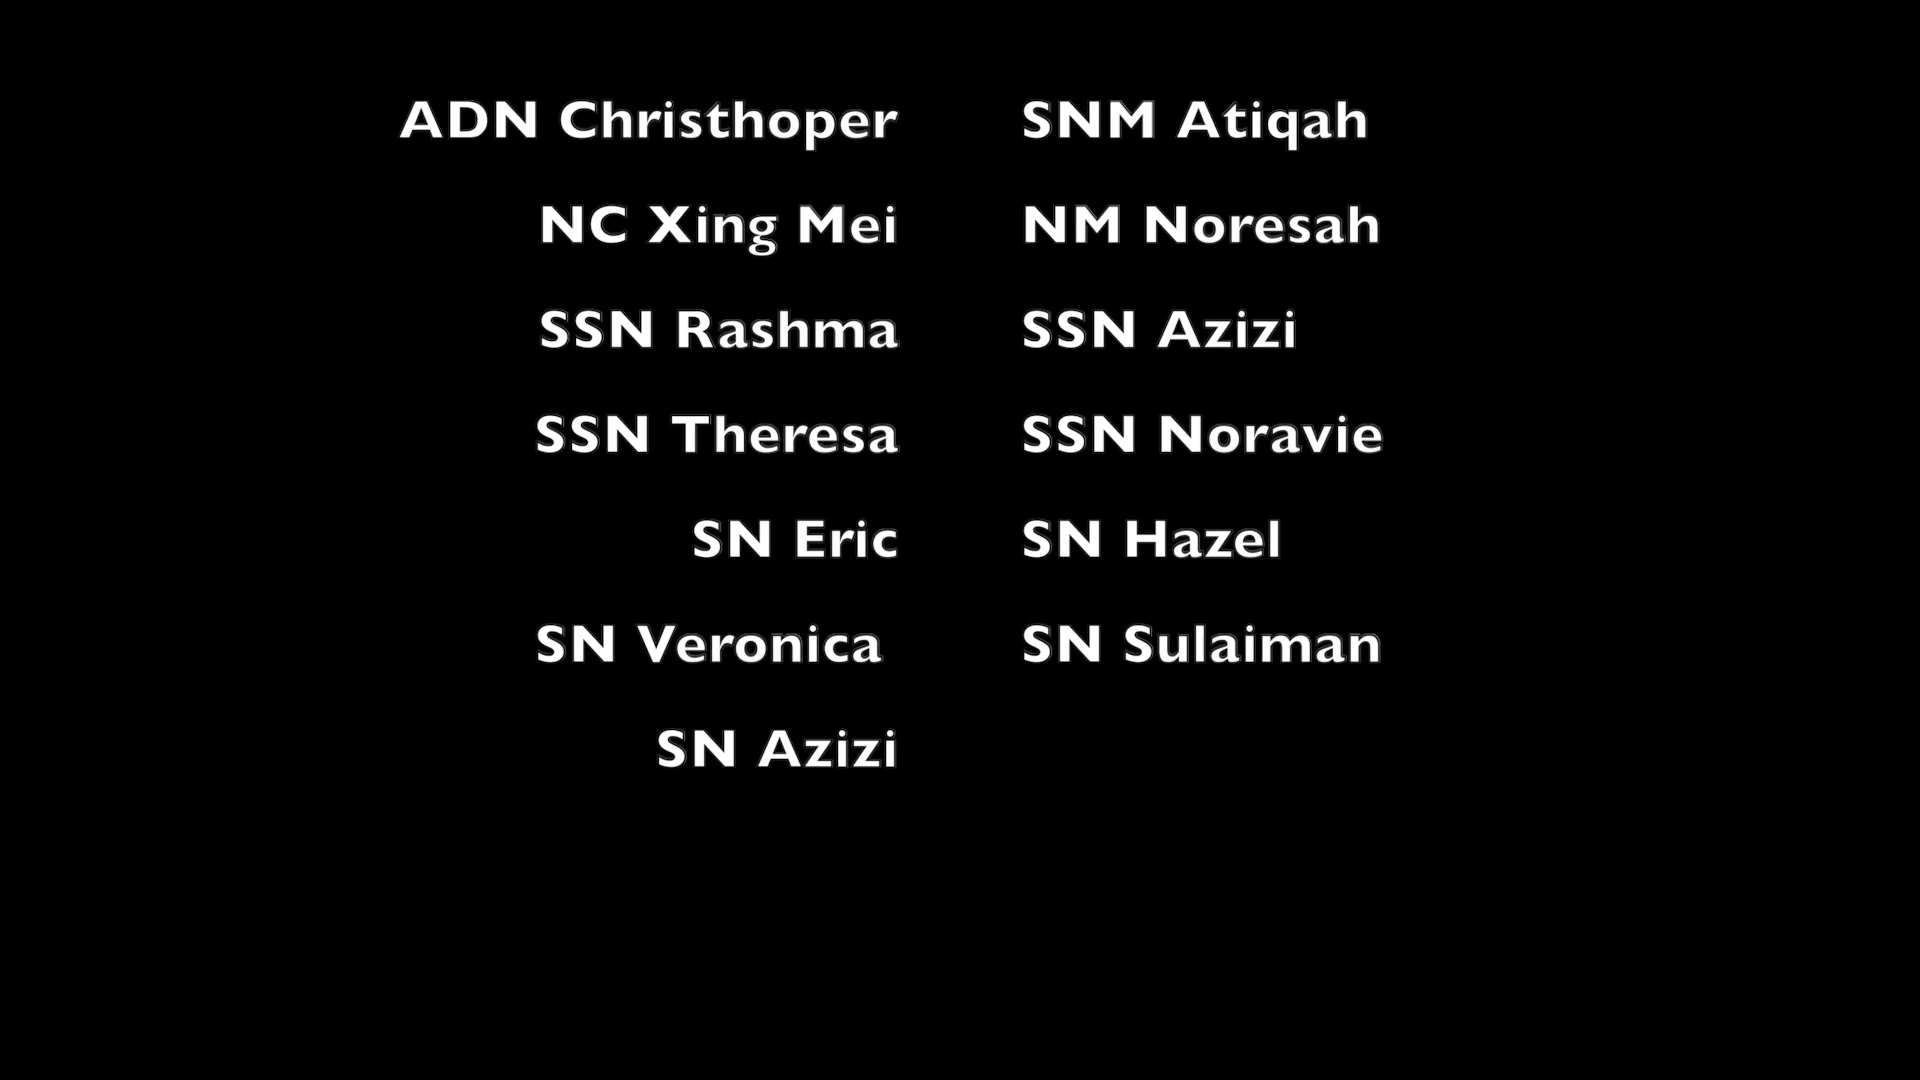 ADN Christhoper SNM Atiqah
NC Xing Mei NM Noresah
SSN Rashma SSN Azizi
SSN Theresa SSN Noravie
SN Eric SN Hazel
SN Veronica SN Sulaiman
SN Azizi